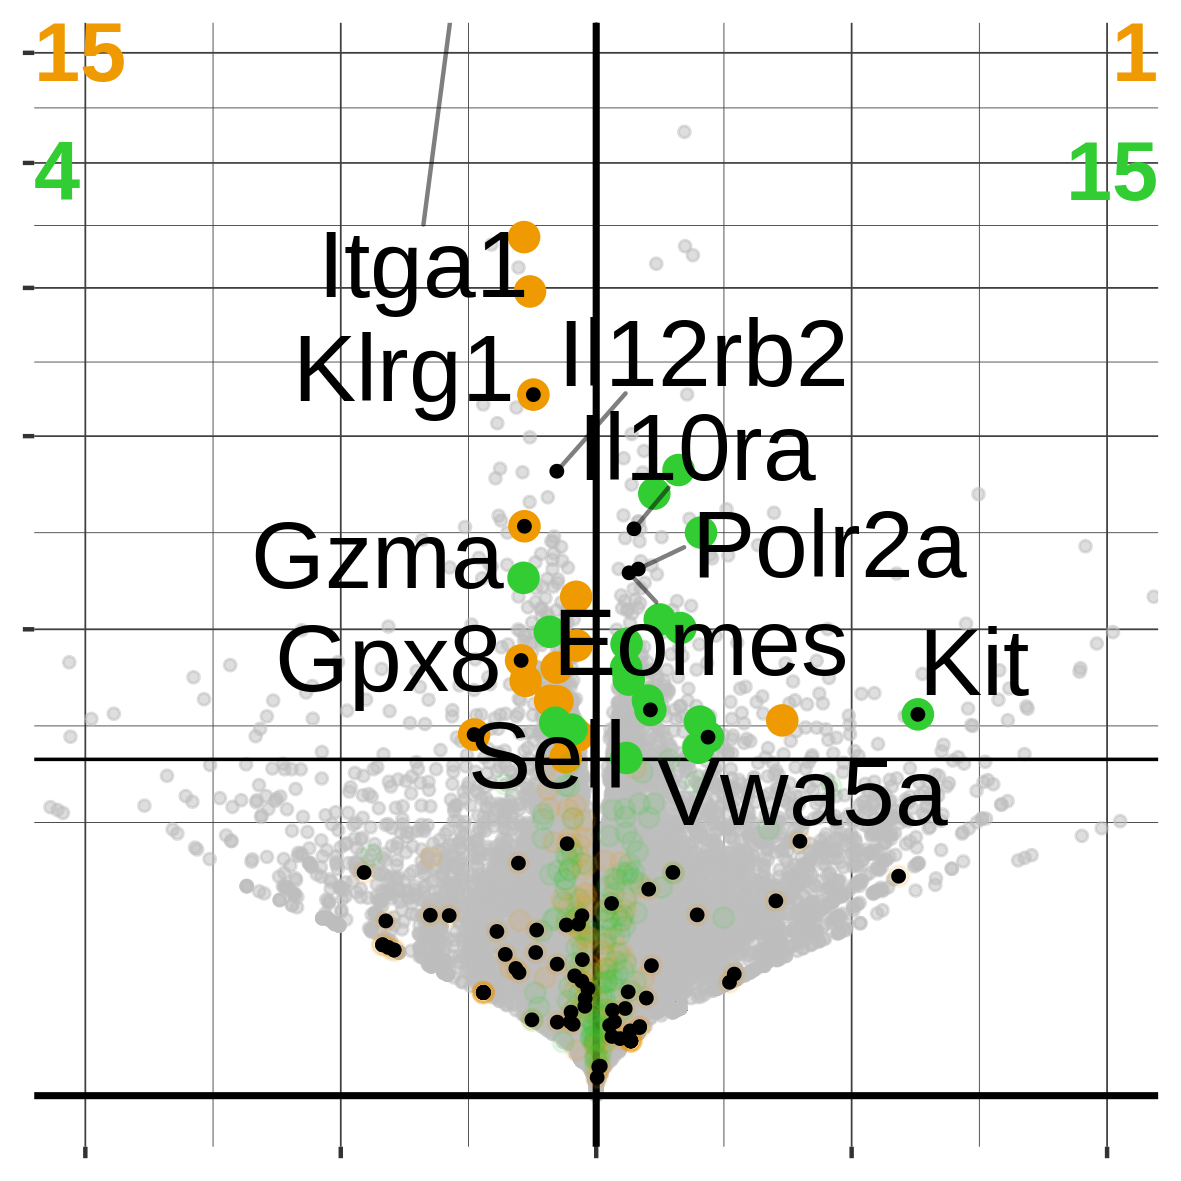 15
1
4
15
Itga1
Il12rb2
Klrg1
Il10ra
Polr2a
Gzma
Eomes
Gpx8
Kit
Sell
Vwa5a